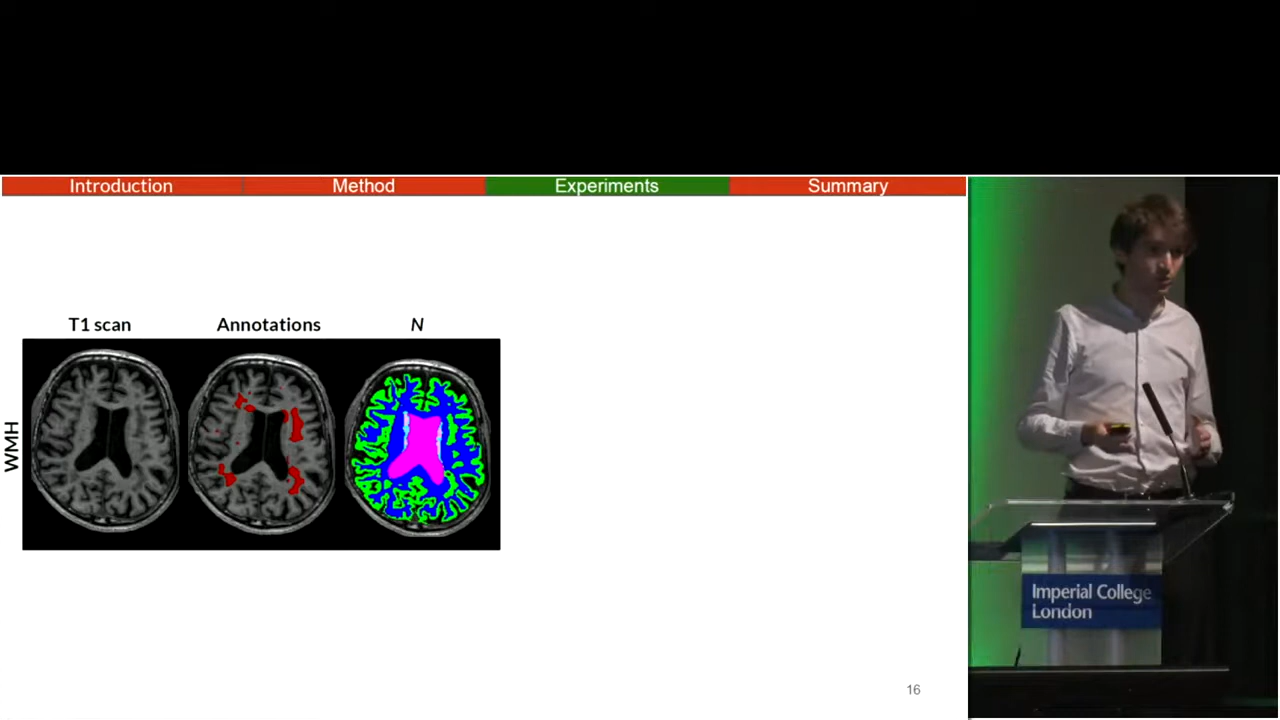 Introduction
Method
Experiments
Summary
T1 scan
Annotations
N
WMH
Imperial College
London
16